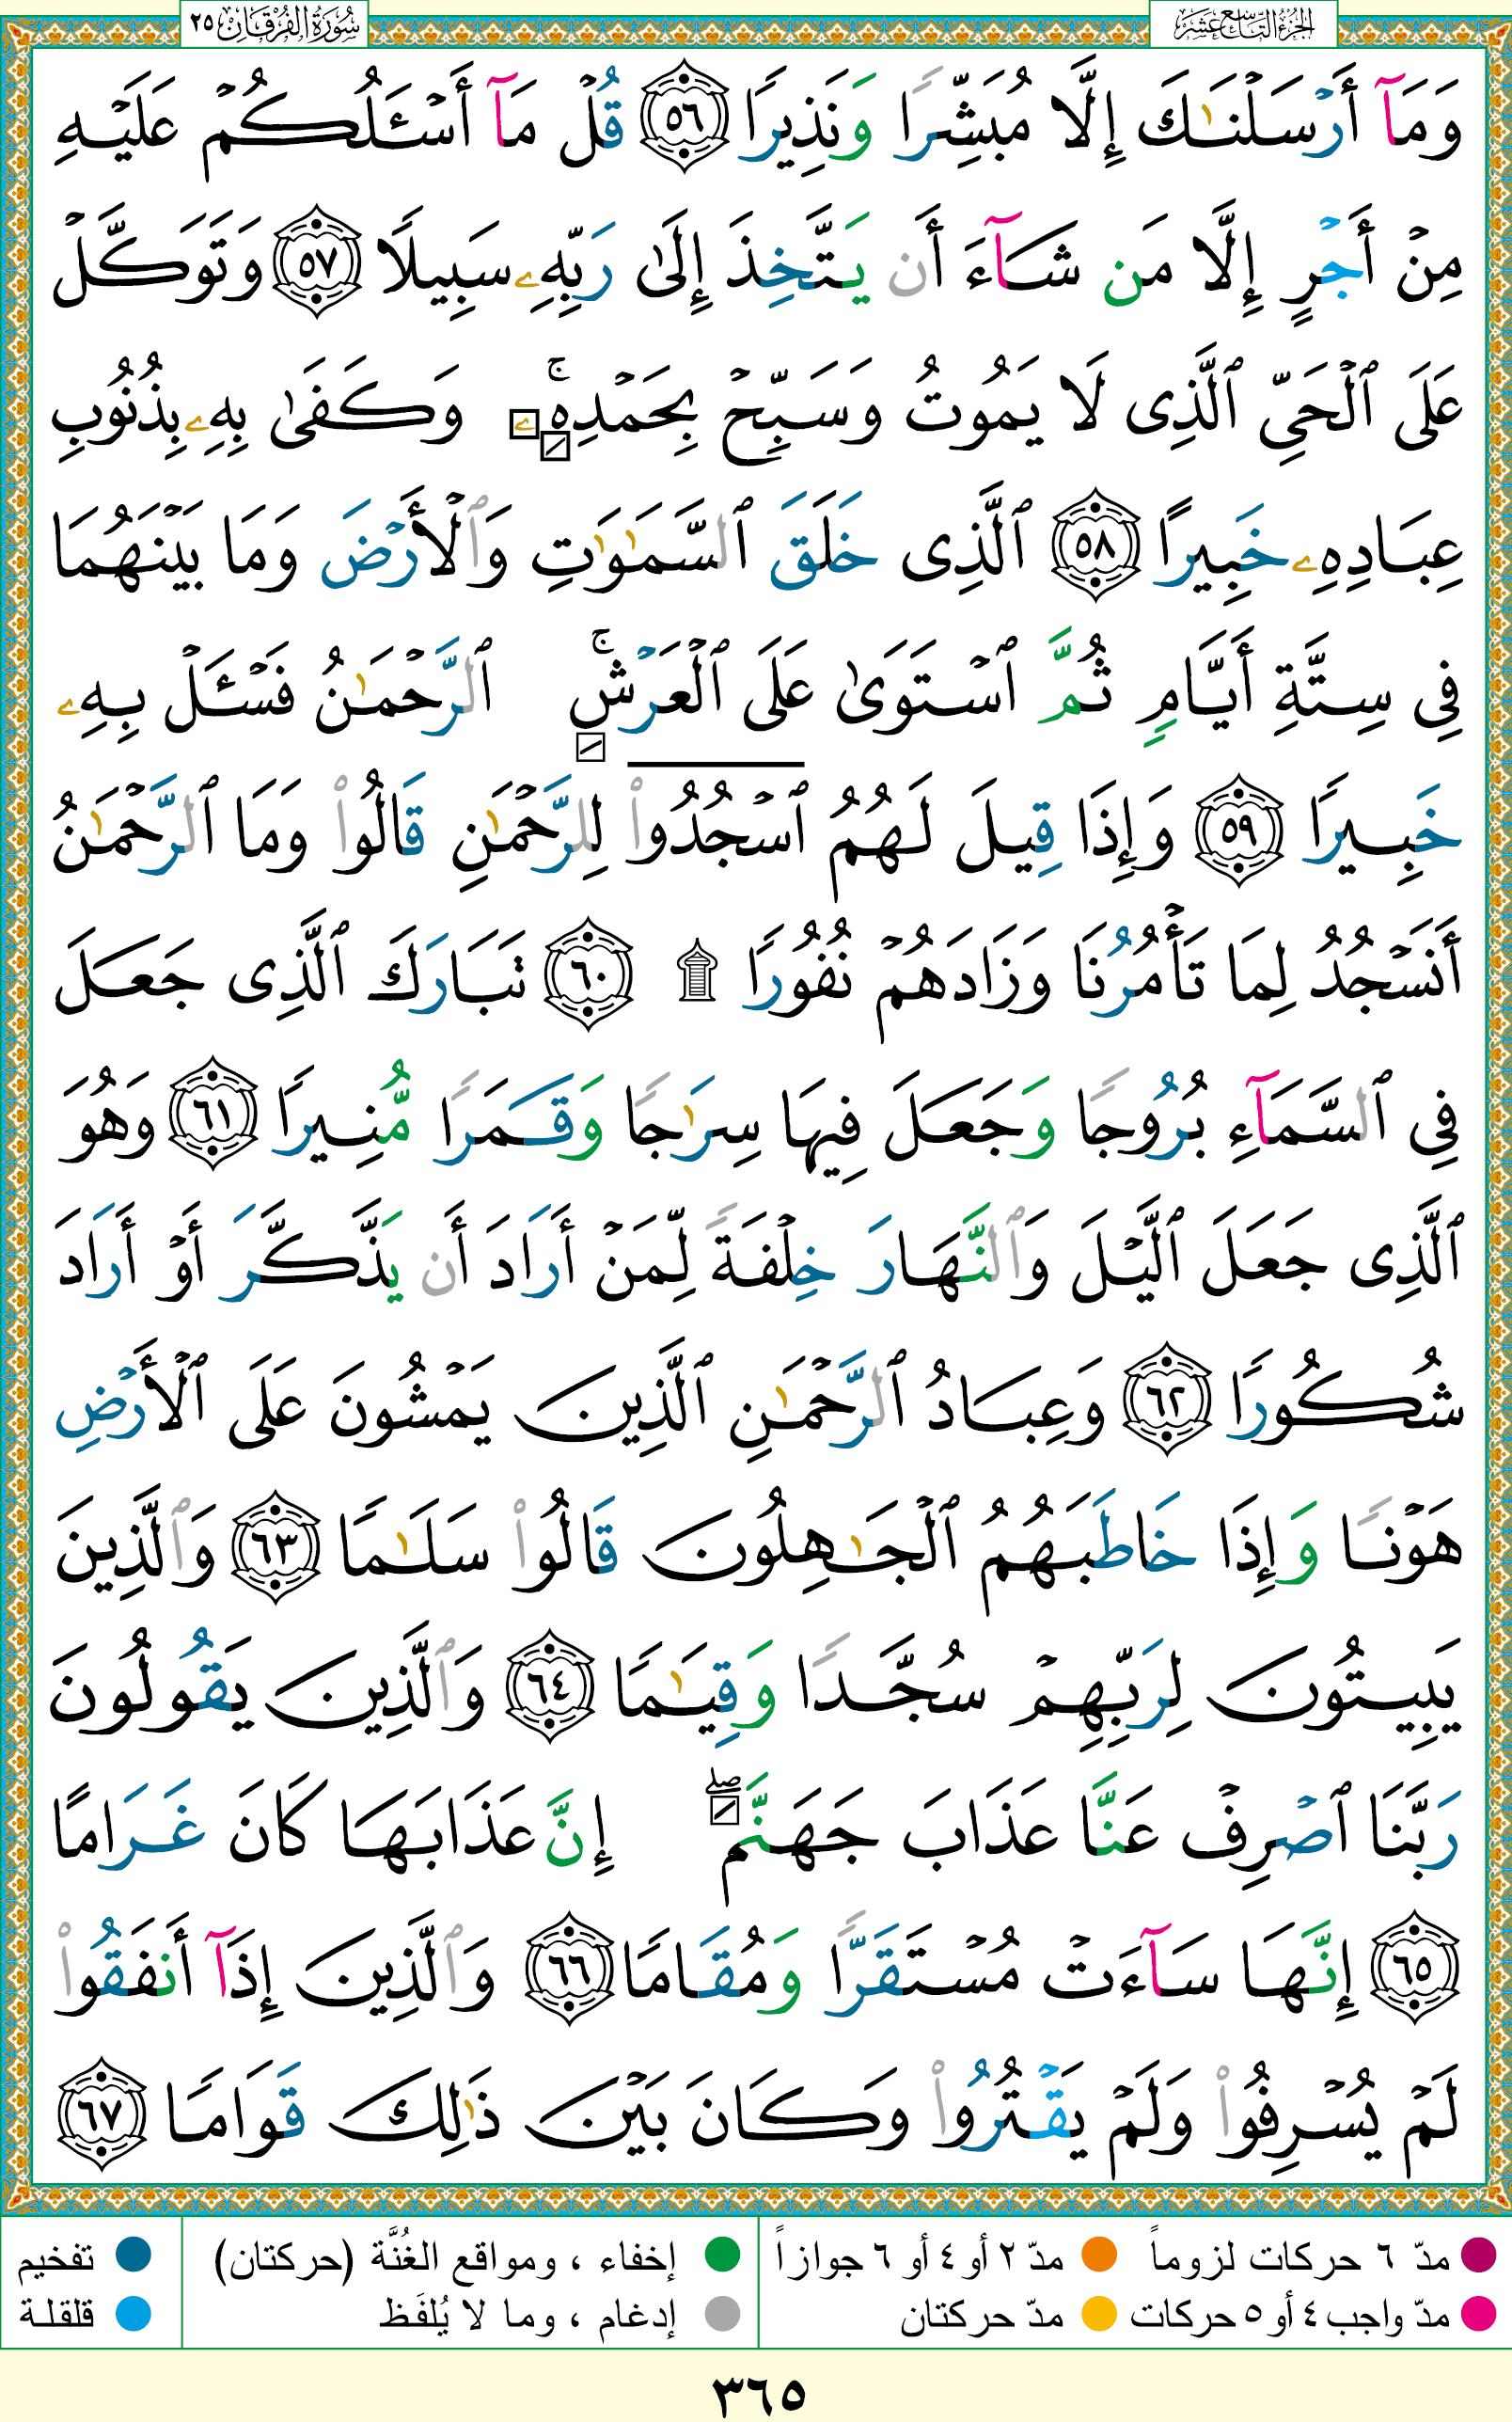 الجزء التاسع عشر
سورة الفرقان ٢٥
وَمَآ أَرۡسَلۡنَٰكَ إِلَّا مُبَشِّرًا وَنَذِيرًا ٥٦ قُلۡ مَآ أَسۡـَٔلُكُمۡ عَلَيۡهِ
مِنۡ أَجۡرٍ إِلَّا مَن شَآءَ أَن يَتَّخِذَ إِلَىٰ رَبِّهِۦ سَبِيلًا ٥٧ وَتَوَكَّلۡ
عَلَى ٱلۡحَيِّ ٱلَّذِى لَا يَمُوتُ وَسَبِّحۡ بِحَمۡدِهِۦۚ وَكَفَىٰ بِهِۦ بِذُنُوبِ
عِبَادِهِۦ خَبِيرًا ٥٨ ٱلَّذِى خَلَقَ ٱلسَّمَٰوَٰتِ وَٱلۡأَرۡضَ وَمَا بَيۡنَهُمَا
فِى سِتَّةِ أَيَّامٍ ثُمَّ ٱسۡتَوَىٰ عَلَى ٱلۡعَرۡشِۚ ٱلرَّحۡمَٰنُ فَسۡـَٔلۡ بِهِۦ
خَبِيرًا ٥٩ وَإِذَا قِيلَ لَهُمُ ٱسۡجُدُواْ لِلرَّحۡمَٰنِ قَالُواْ وَمَا ٱلرَّحۡمَٰنُ
أَنَسۡجُدُ لِمَا تَأۡمُرُنَا وَزَادَهُمۡ نُفُورًا ۩ ٦٠ تَبَارَكَ ٱلَّذِى جَعَلَ
فِى ٱلسَّمَآءِ بُرُوجًا وَجَعَلَ فِيهَا سِرَٰجًا وَقَمَرًا مُّنِيرًا ٦١ وَهُوَ
ٱلَّذِى جَعَلَ ٱلَّيۡلَ وَٱلنَّهَارَ خِلۡفَةً لِّمَنۡ أَرَادَ أَن يَذَّكَّرَ أَوۡ أَرَادَ
شُكُورًا ٦٢ وَعِبَادُ ٱلرَّحۡمَٰنِ ٱلَّذِينَ يَمۡشُونَ عَلَى ٱلۡأَرۡضِ
هَوۡنًا وَإِذَا خَاطَبَهُمُ ٱلۡجَٰهِلُونَ قَالُواْ سَلَٰمًا ٦٣ وَٱلَّذِينَ
يَبِيتُونَ لِرَبِّهِمۡ سُجَّدًا وَقِيَٰمًا ٦٤ وَٱلَّذِينَ يَقُولُونَ
رَبَّنَا ٱصۡرِفۡ عَنَّا عَذَابَ جَهَنَّمَۖ إِنَّ عَذَابَهَا كَانَ غَرَامًا
٦٥ إِنَّهَا سَآءَتۡ مُسۡتَقَرًّا وَمُقَامًا ٦٦ وَٱلَّذِينَ إِذَآ أَنفَقُواْ
لَمۡ يُسۡرِفُواْ وَلَمۡ يَقۡتُرُواْ وَكَانَ بَيۡنَ ذَٰلِكَ قَوَامًا ٦٧
مدّ ٦ حركات لزوماً
مدّ ٢ أو ٤ أو ٦ جوازاً
إخفاء ، ومواقع الغُنَّة (حركتان)
تفخيم
مدّ واجب ٤ أو ٥ حركات
مدّ حركتان
إدغام ، وما لا يُلفَظ
قلقلة
٣٦٥